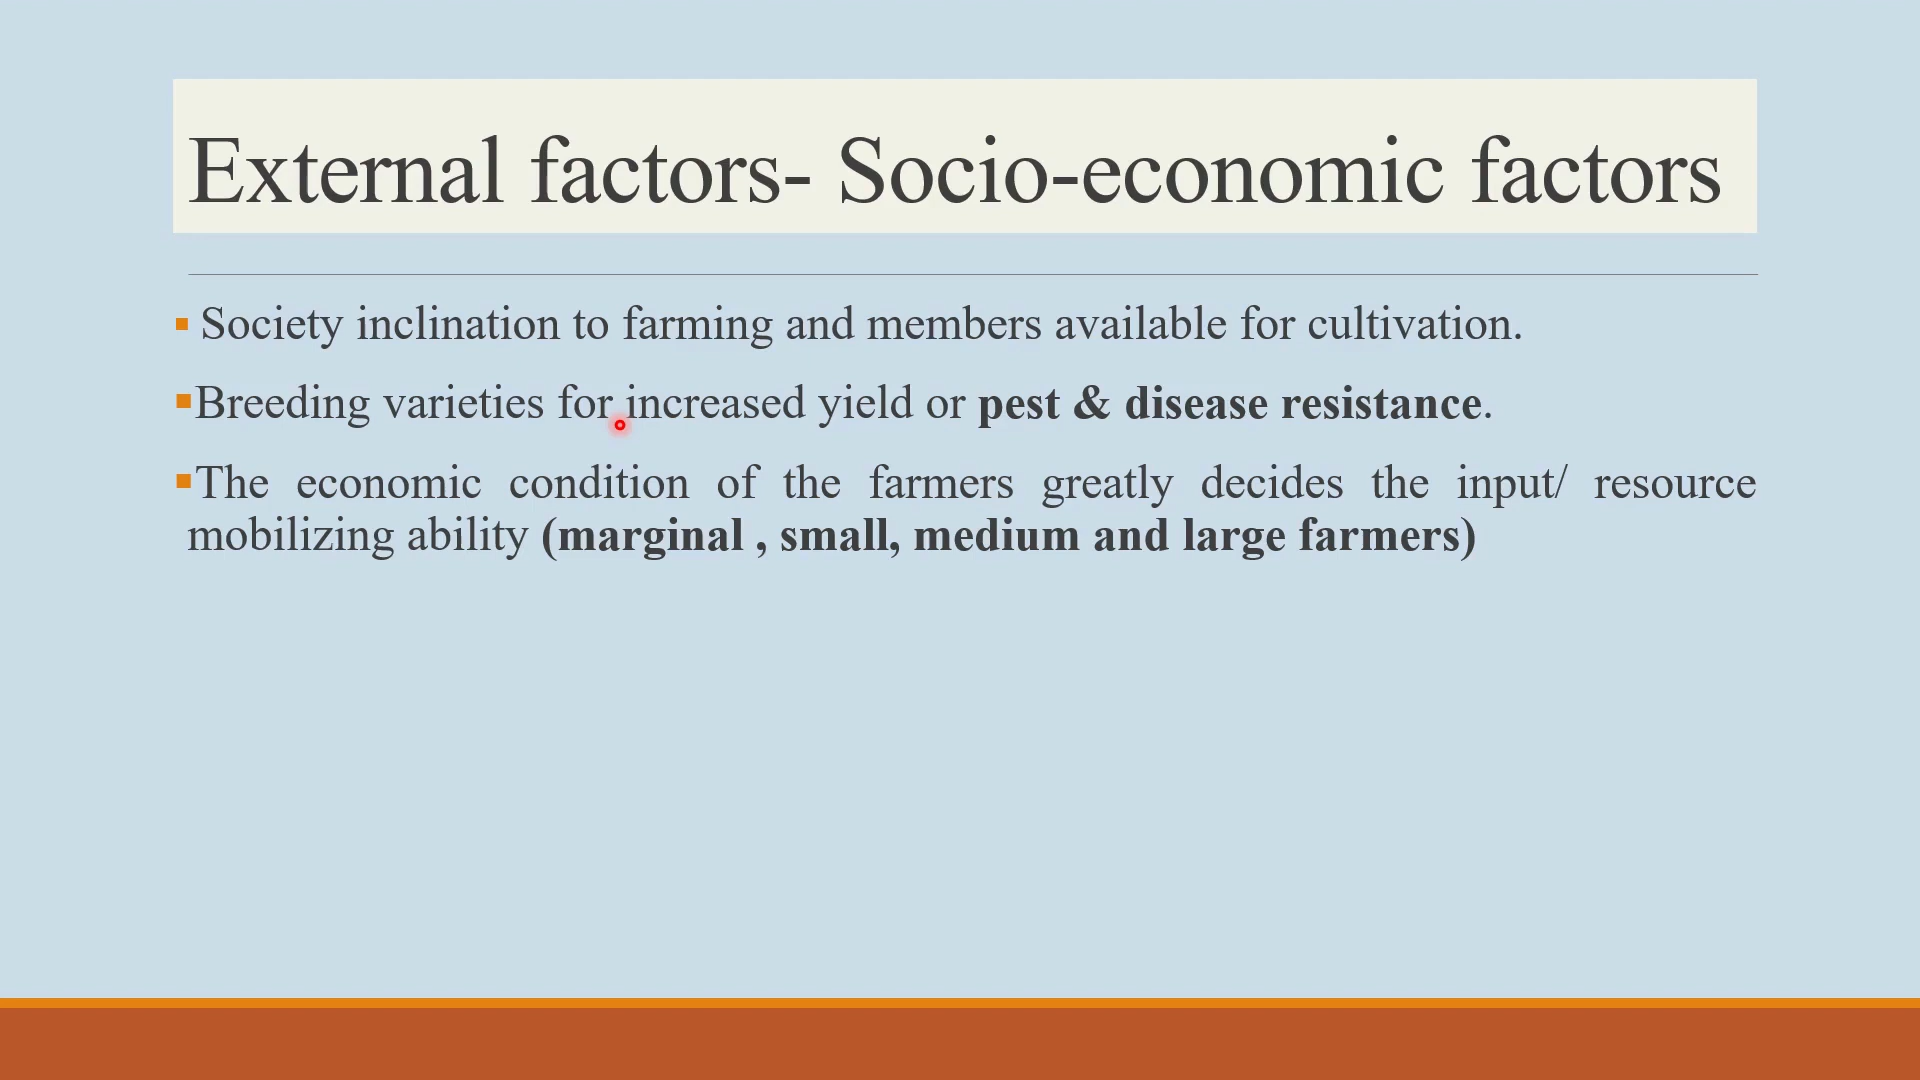 External factors- Socio-economic factors
▪ Society inclination to farming and members available for cultivation.
▪Breeding varieties for increased yield or pest & disease resistance.
▪The economic condition of the farmers greatly decides the input/ resource
mobilizing ability (marginal , small, medium and large farmers)